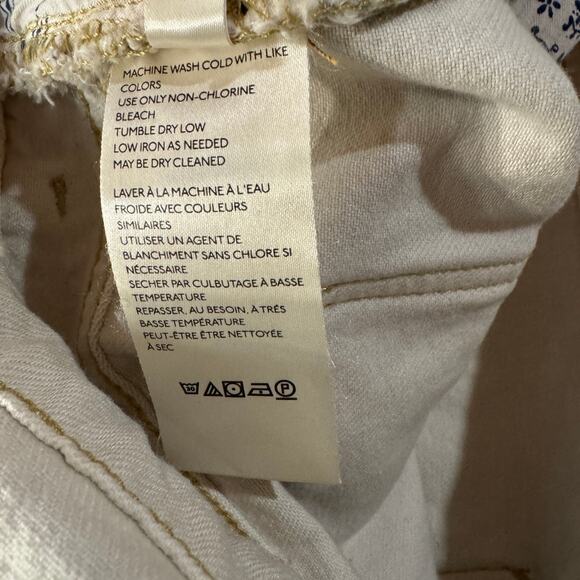 MACHINE WASH COLD WITH LIKE
COLORS
USE ONLY NON-CHLORINE
BLEACH
TUMBLE DRY LOW
LOW IRON AS NEEDED
MAY BE DRY CLEANED
LAVER À LA MACHINE À L'EAU
FROIDE AVEC COULEURS
SIMILAIRES
UTILISER UN AGENT DE
BLANCHIMENT SANS CHLORE SI
NÉCESSAIRE
SECHER PAR CULBUTAGE À BASSE
TEMPERATURE
REPASSER, AU BESOIN, À TRÉS
BASSE TEMPÉRATURE
PEUT-ÊTRE ÊTRE NETTOYÉE
À SEC
30 P